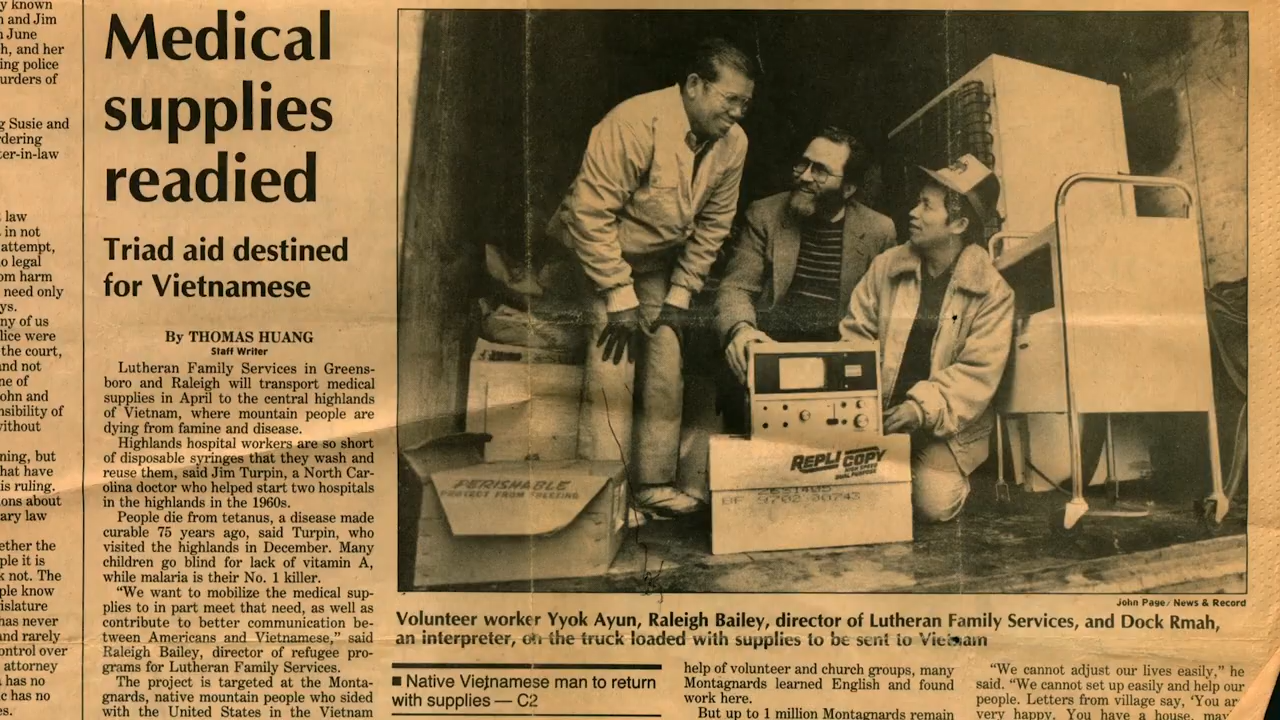 y known
n and Jim
n June
h, and her
ing police
urders of
g Susie and
rdering
ter-in-law
law
s in not
attempt,
o legal
om harm
need only
ys.
ny of us
lice were
the court,
and not
ne of
ohn and
nsibility of
without
ning, but
hat have
is ruling.
ions about
ary law
ether the
ple it is
k not. The
ple know
islature
has never
and rarely
ontrol over
attorney
has no
c has no
es.
Medical
supplies
readied
Triad aid destined
for Vietnamese
By THOMAS HUANG
Staff Writer
Lutheran Family Services in Greens-
boro and Raleigh will transport medical
supplies in April to the central highlands
of Vietnam, where mountain people are
dying from famine and disease.
Highlands hospital workers are so short
of disposable syringes that they wash and
reuse them, said Jim Turpin, a North Car-
olina doctor who helped start two hospitals
in the highlands in the 1960s.
People die from tetanus, a disease made
curable 75 years ago, said Turpin, who
visited the highlands in December. Many
children go blind for lack of vitamin A,
while malaria is their No. 1 killer.
“We want to mobilize the medical sup-
plies to in part meet that need, as well as
contribute to better communication be-
tween Americans and Vietnamese,” said
Raleigh Bailey, director of refugee pro-
grams for Lutheran Family Services.
The project is targeted at the Monta-
gnards, native mountain people who sided
with the United States in the Vietnam
PERISHABLE
PROTECT FROM FREEZING
REPLI COPY
HIGH SPEED
DUAL PURPOSE
John Page/ News & Record
Volunteer worker Yyok Ayun, Raleigh Bailey, director of Lutheran Family Services, and Dock Rmah,
an interpreter, on the truck loaded with supplies to be sent to Vietnam
■ Native Vietnamese man to return
with supplies — C2
help of volunteer and church groups, many
Montagnards learned English and found
work here.
But up to 1 million Montagnards remain
“We cannot adjust our lives easily,” he
said. “We cannot set up easily and help our
people. Letters from village say, ‘You are
very happy. You have a house. You